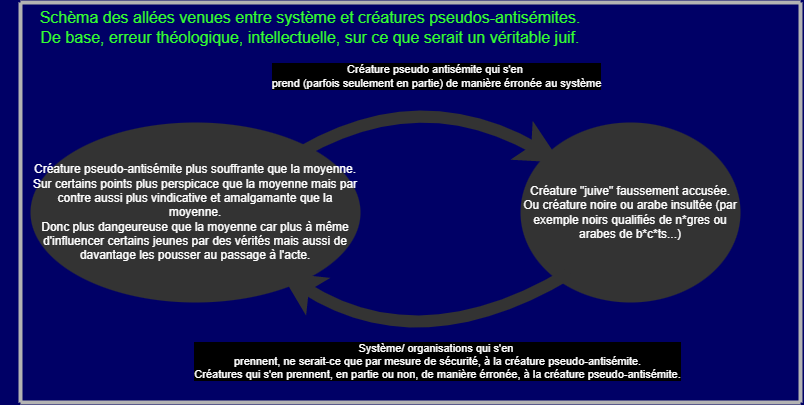 Schèma des allées venues entre système et créatures pseudos-antisémites.
De base, erreur théologique, intellectuelle, sur ce que serait un véritable juif.
Créature pseudo antisémite qui s'en
prend (parfois seulement en partie) de manière érronée au système
Créature pseudo-antisémite plus souffrante que la moyenne.
Sur certains points plus perspicace que la moyenne mais par
contre aussi plus vindicative et amalgamante que la
moyenne.
Donc plus dangeureuse que la moyenne car plus à même
d'influencer certains jeunes par des vérités mais aussi de
davantage les pousser au passage à l'acte.
Créature "juive" faussement accusée.
Ou créature noire ou arabe insultée (par
exemple noirs qualifiés de n*gres ou
arabes de b*c*ts...)
Système/ organisations qui s'en
prennent, ne serait-ce que par mesure de sécurité, à la créature pseudo-antisémite.
Créatures qui s'en prennent, en partie ou non, de manière érronée, à la créature pseudo-antisémite.